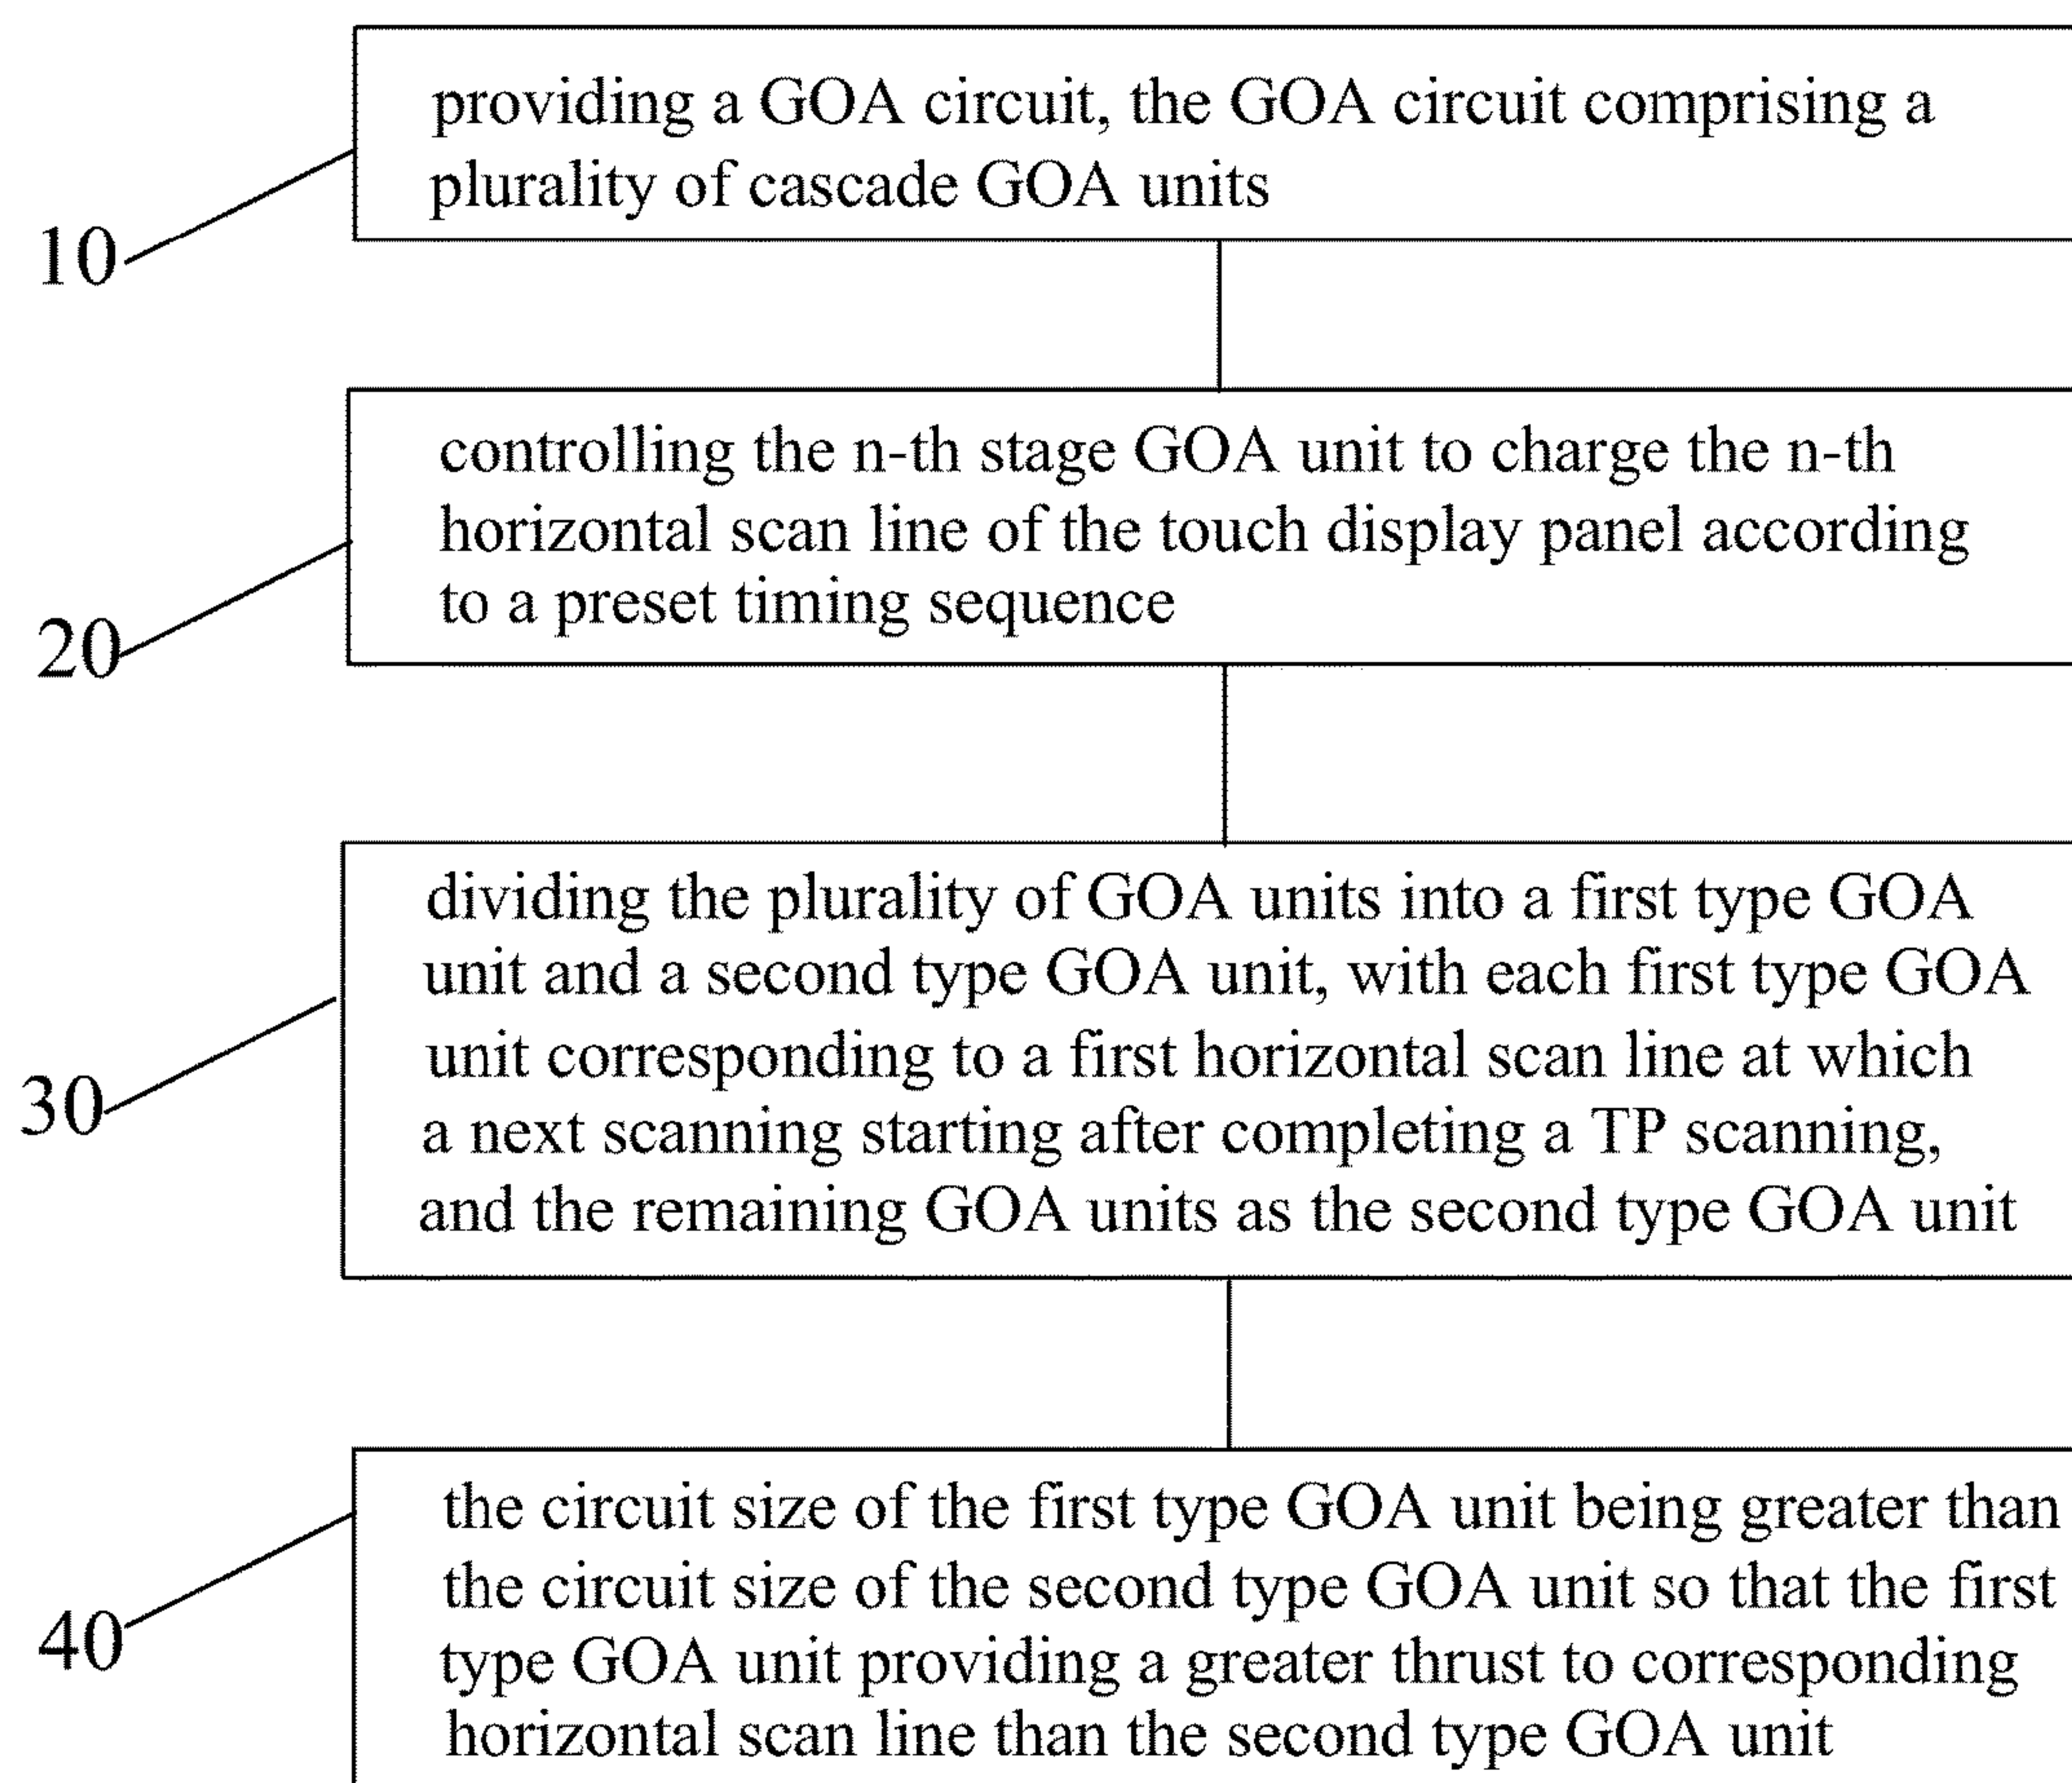 providing a GOA circuit, the GOA circuit comprising a
plurality of cascade GOA units
10
controlling the n-th stage GOA unit to charge the n-th
horizontal scan line of the touch display panel according
to a preset timing sequence
20
dividing the plurality of GOA units into a first type GOA
unit and a second type GOA unit, with each first type GOA
unit corresponding to a first horizontal scan line at which
a next scanning starting after completing a TP scanning,
and the remaining GOA units as the second type GOA unit
30
the circuit size of the first type GOA unit being greater than
the circuit size of the second type GOA unit so that the first
type GOA unit providing a greater thrust to corresponding
horizontal scan line than the second type GOA unit
40